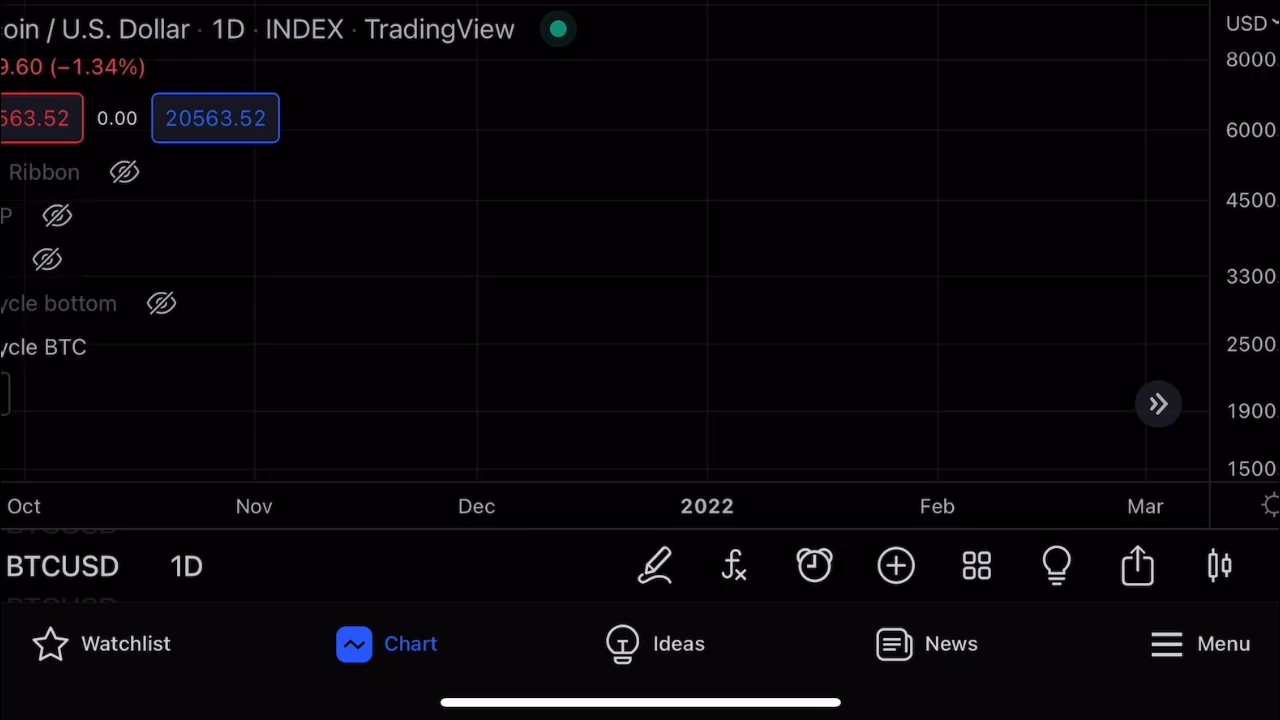 oin / U.S. Dollar · 1D · INDEX · TradingView
USD
9.60 (−1.34%)
8000
563.52 0.00 20563.52
6000
Ribbon
4500
P
3300
ycle bottom
2500
ycle BTC
1900
1500
Oct Nov Dec 2022 Feb Mar
BTCUSD 1D
Watchlist Chart Ideas News Menu